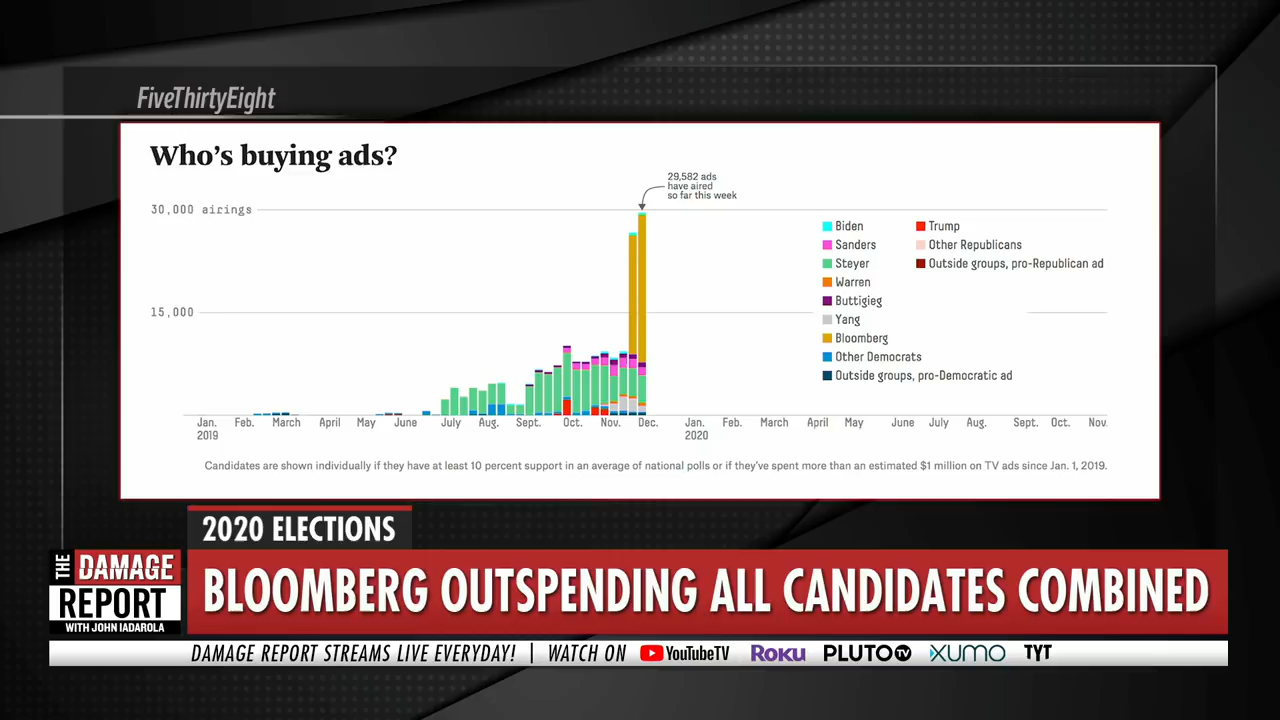 FiveThirtyEight
Who's buying ads?
29,582 ads
have aired
so far this week
30,000 airings
15,000
Biden
Sanders
Steyer
Warren
Buttigieg
Yang
Bloomberg
Other Democrats
Outside groups, pro-Democratic ad
Trump
Other Republicans
Outside groups, pro-Republican ad
Jan. Feb. March April May June July Aug. Sept. Oct. Nov. Dec. Jan. Feb. March April May June July Aug. Sept. Oct. Nov.
2019 2020
Candidates are shown individually if they have at least 10 percent support in an average of national polls or if they've spent more than an estimated $1 million on TV ads since Jan. 1, 2019.
2020 ELECTIONS
THE DAMAGE
REPORT
WITH JOHN IADAROLA
BLOOMBERG OUTSPENDING ALL CANDIDATES COMBINED
DAMAGE REPORT STREAMS LIVE EVERYDAY! | WATCH ON YouTubeTV ROKU PLUTO TV XUMO TYT